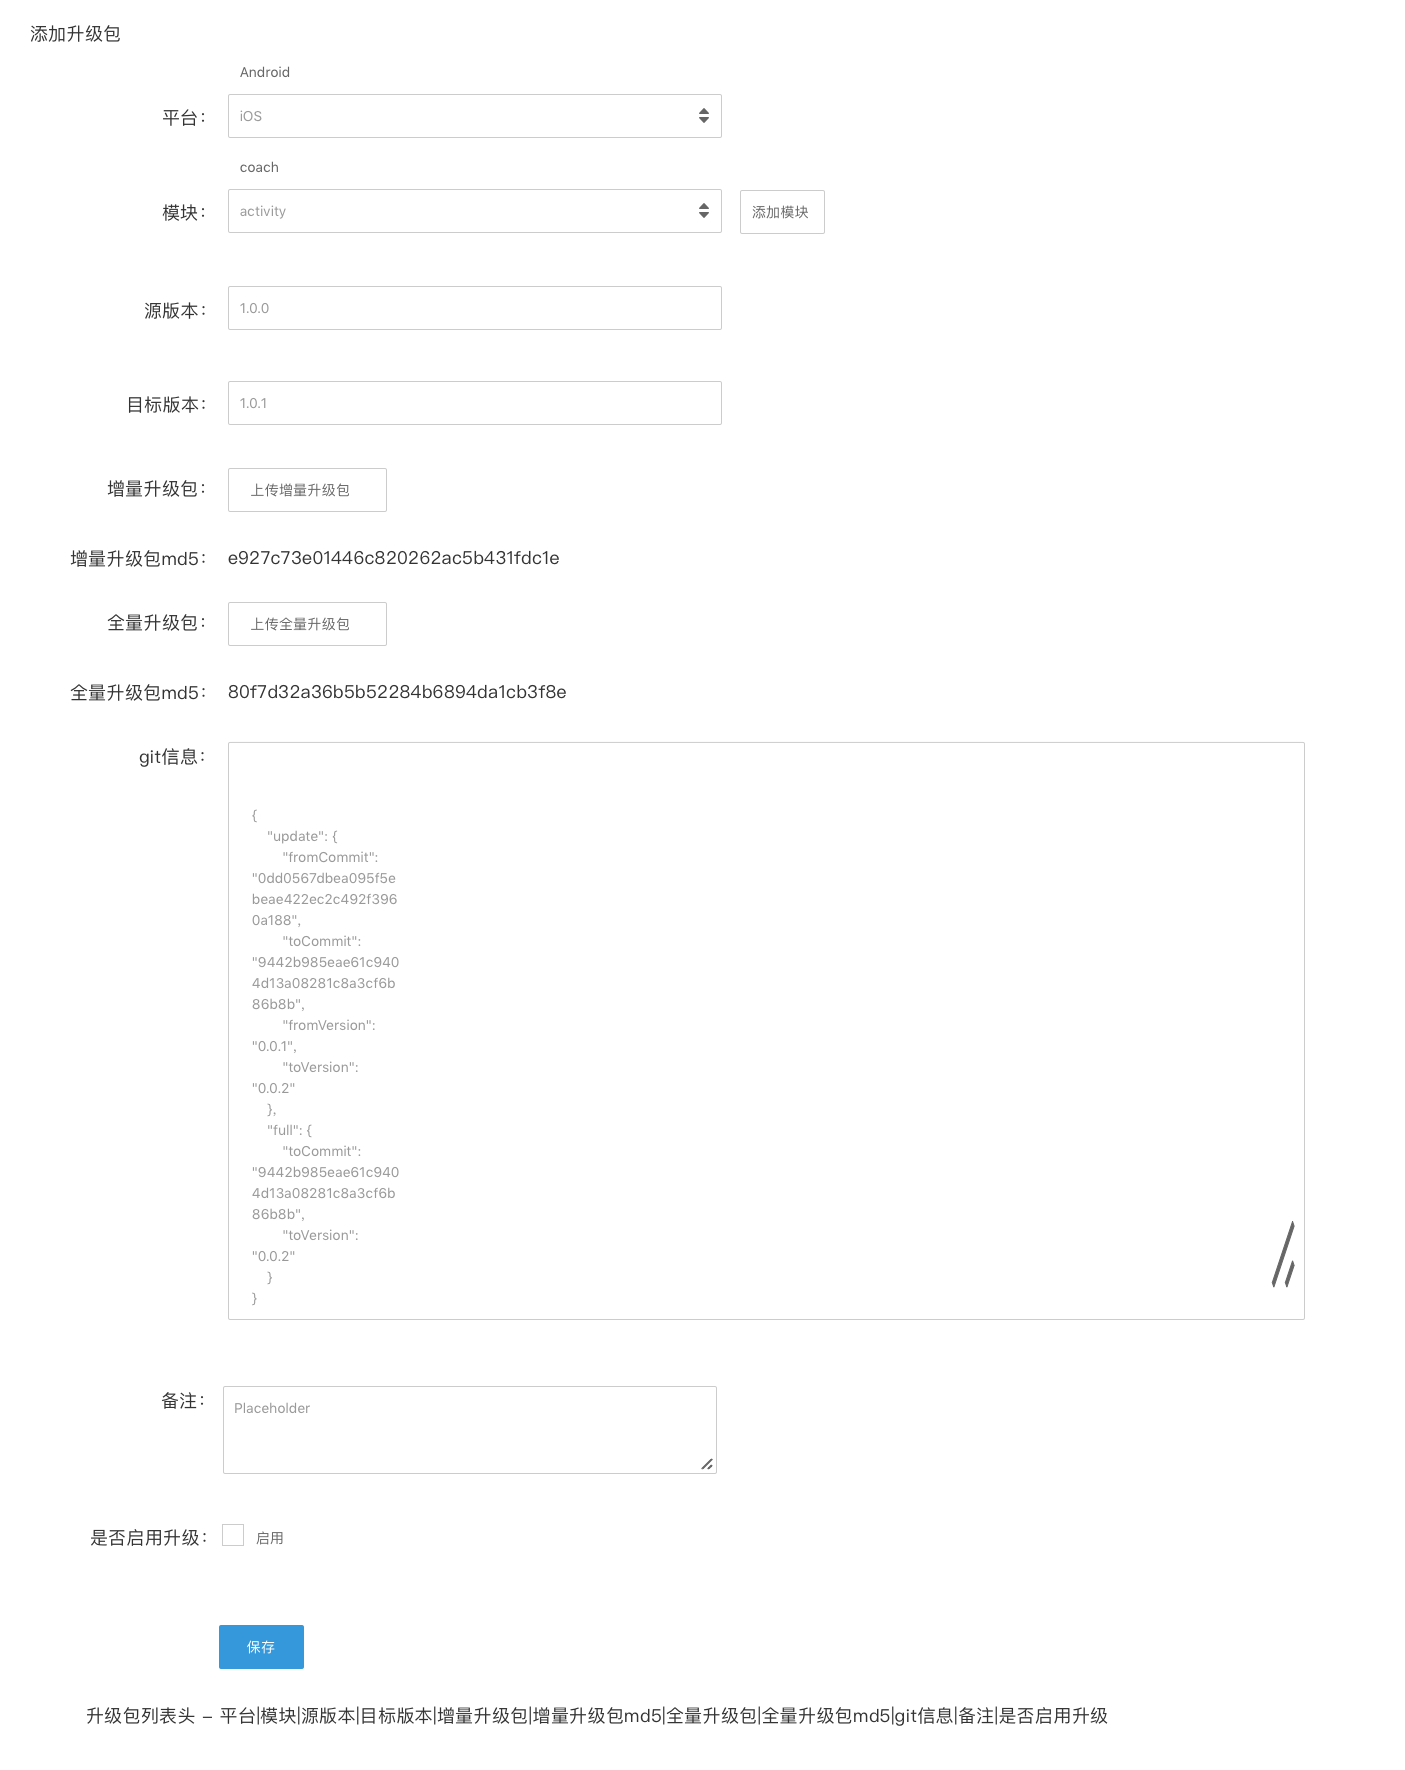 添加升级包
Android
平台： iOS
coach
模块： activity 添加模块
源版本： 1.0.0
目标版本： 1.0.1
增量升级包： 上传增量升级包
增量升级包md5： e927c73e01446c820262ac5b431fdc1e
全量升级包： 上传全量升级包
全量升级包md5： 80f7d32a36b5b52284b6894da1cb3f8e
git信息：
{
"update": {
"fromCommit":
"0dd0567dbea095f5e
beae422ec2c492f396
0a188",
"toCommit":
"9442b985eae61c940
4d13a08281c8a3cf6b
86b8b",
"fromVersion":
"0.0.1",
"toVersion":
"0.0.2"
},
"full": {
"toCommit":
"9442b985eae61c940
4d13a08281c8a3cf6b
86b8b",
"toVersion":
"0.0.2"
}
}
备注： Placeholder
是否启用升级： 启用
保存
升级包列表头 – 平台|模块|源版本|目标版本|增量升级包|增量升级包md5|全量升级包|全量升级包md5|git信息|备注|是否启用升级